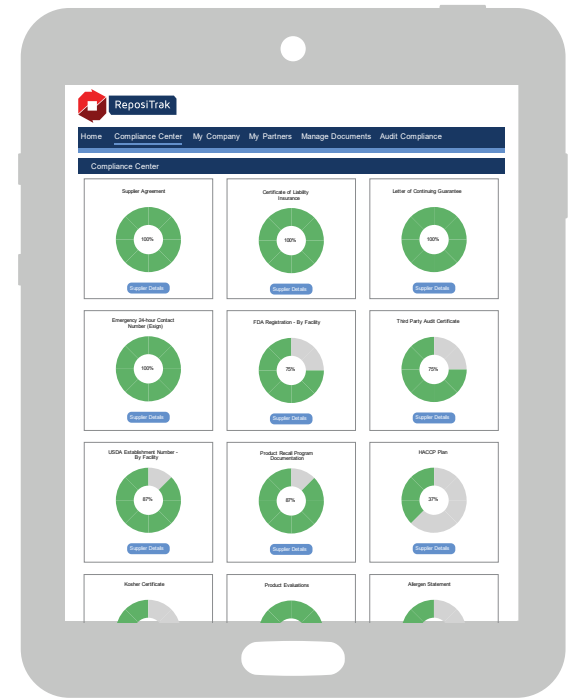 ReposiTrak
Home Compliance Center My Company My Partners Manage Documents Audit Compliance
Compliance Center
Supplier Agreement
100%
Supplier Details
Certificate of Liability
Insurance
100%
Supplier Details
Letter of Continuing Guarantee
100%
Supplier Details
Emergency 24-hour Contact
Number (Esign)
100%
Supplier Details
FDA Registration - By Facility
75%
Supplier Details
Third Party Audit Certificate
75%
Supplier Details
USDA Establishment Number -
By Facility
87%
Supplier Details
Product Recall Program
Documentation
87%
Supplier Details
HACCP Plan
37%
Supplier Details
Kosher Certificate
Product Evaluations
Allergen Statement